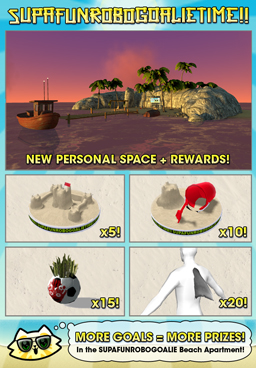 SUPAFUNROBOGOALIETIME!!
NEW PERSONAL SPACE + REWARDS!
x5!
x10!
x15!
x20!
MORE GOALS = MORE PRIZES!
In the SUPAFUNROBOGOALIE Beach Apartment!